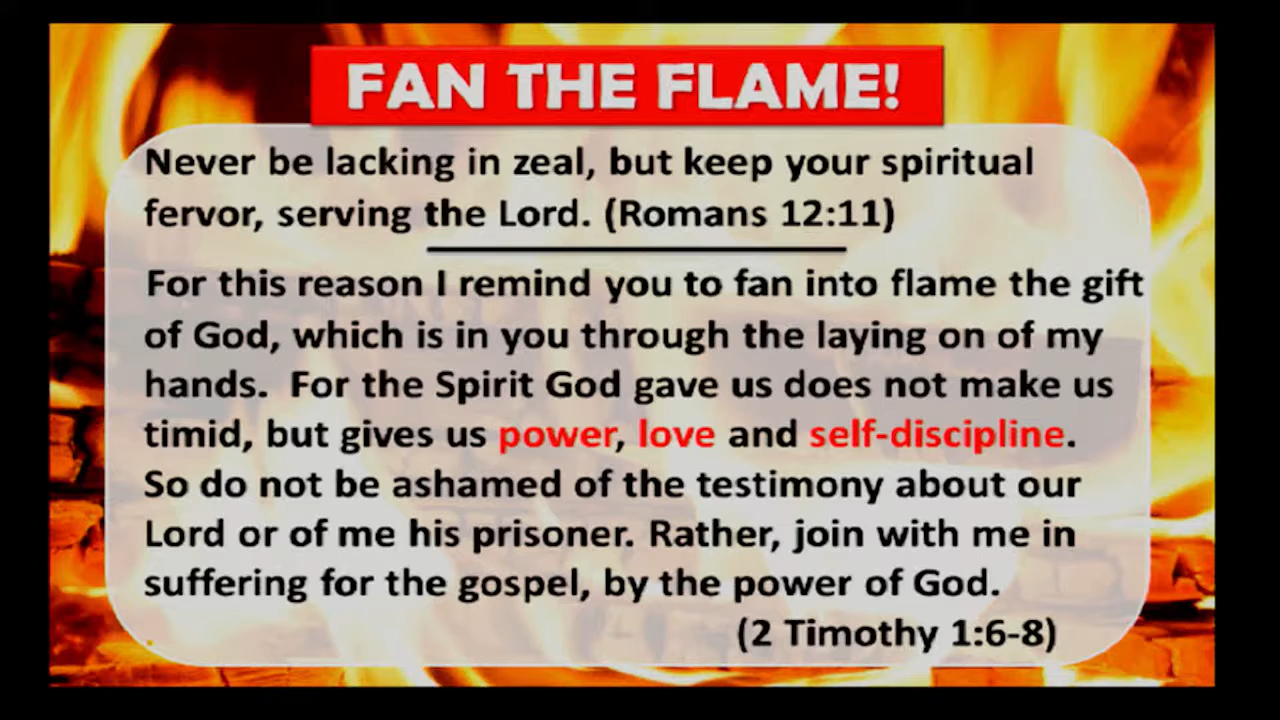 FAN THE FLAME!
Never be lacking in zeal, but keep your spiritual
fervor, serving the Lord. (Romans 12:11)
For this reason I remind you to fan into flame the gift
of God, which is in you through the laying on of my
hands.  For the Spirit God gave us does not make us
timid, but gives us power, love and self-discipline.
So do not be ashamed of the testimony about our
Lord or of me his prisoner. Rather, join with me in
suffering for the gospel, by the power of God.
(2 Timothy 1:6-8)